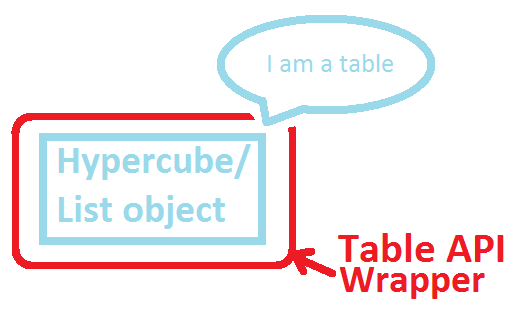 I am a table
Hypercube/
List object
Table API
Wrapper